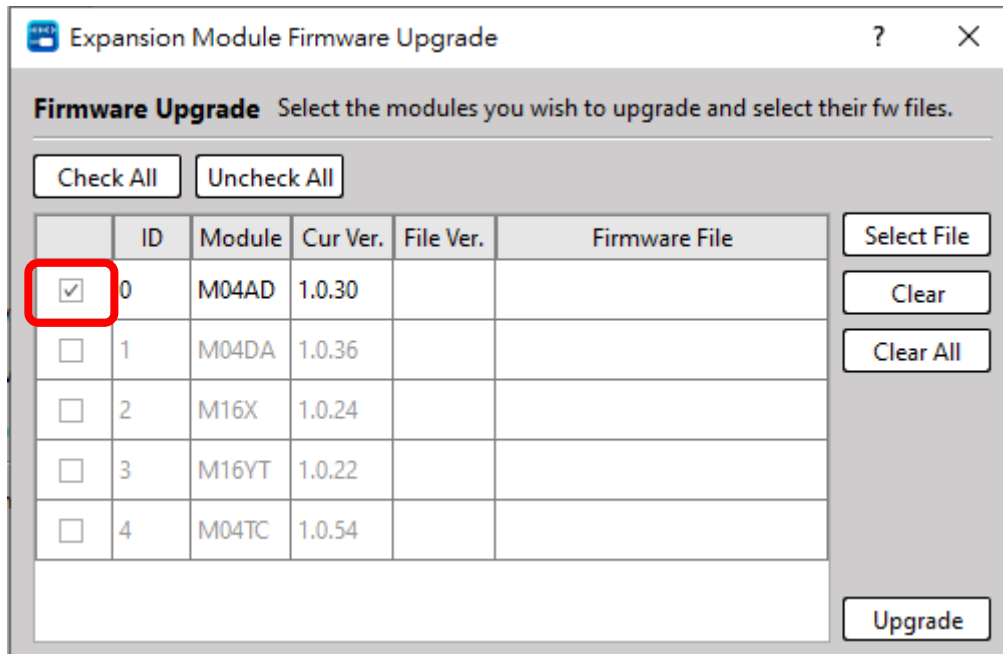 Expansion Module Firmware Upgrade ? ×
Firmware Upgrade Select the modules you wish to upgrade and select their fw files.
Check All Uncheck All
ID Module Cur Ver. File Ver. Firmware File Select File
0 M04AD 1.0.30 Clear
1 M04DA 1.0.36 Clear All
2 M16X 1.0.24
3 M16YT 1.0.22
4 M04TC 1.0.54
Upgrade